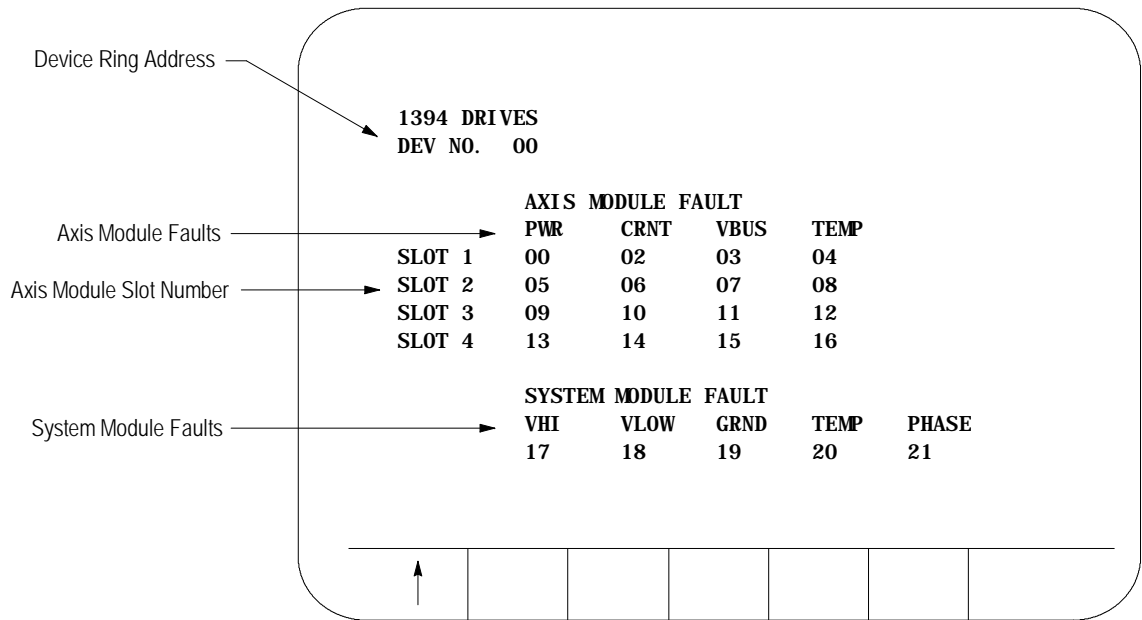 Device Ring Address
1394 DRIVES
DEV NO. 00
AXIS MODULE FAULT
Axis Module Faults
PWR CRNT VBUS TEMP
SLOT 1 00 02 03 04
Axis Module Slot Number
SLOT 2 05 06 07 08
SLOT 3 09 10 11 12
SLOT 4 13 14 15 16
SYSTEM MODULE FAULT
System Module Faults
VHI VLOW GRND TEMP PHASE
17 18 19 20 21